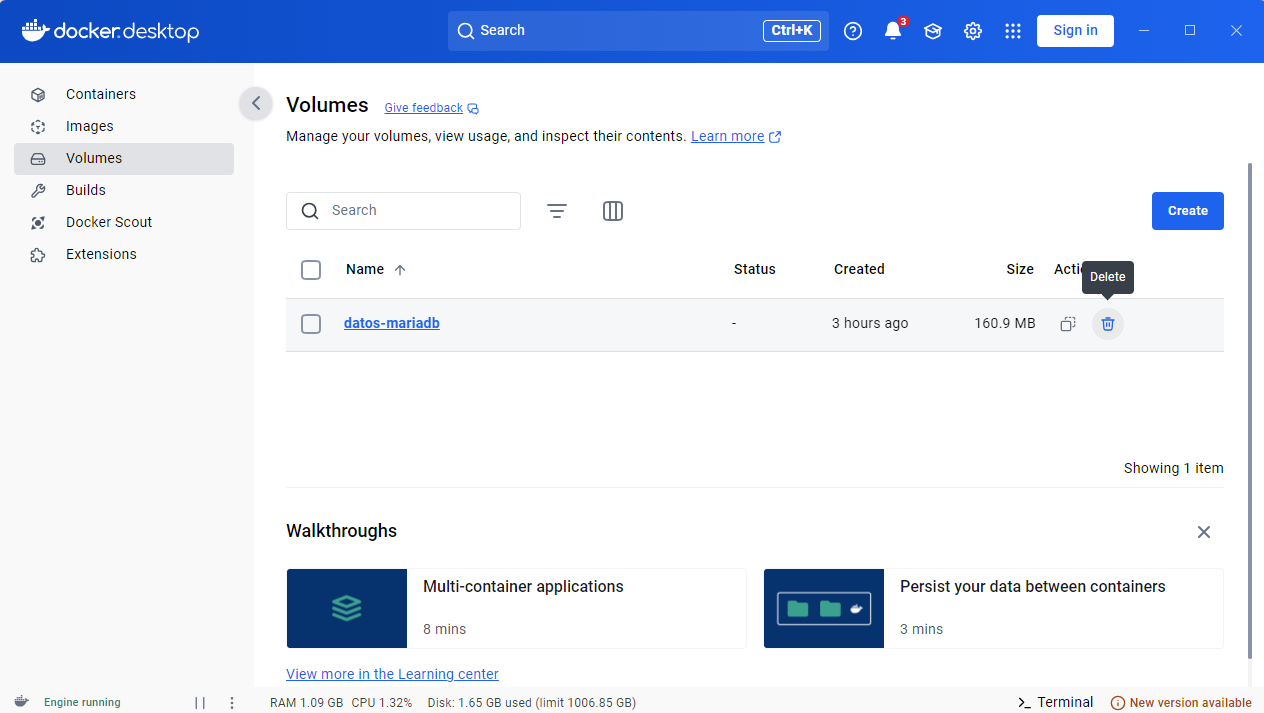 docker.desktop
Search
Ctrl+K
3
Sign in
Containers
Images
Volumes
Builds
Docker Scout
Extensions
Volumes Give feedback
Manage your volumes, view usage, and inspect their contents. Learn more
Search
Create
Name Status Created Size Acti
Delete
datos-mariadb - 3 hours ago 160.9 MB
Showing 1 item
Walkthroughs
Multi-container applications
8 mins
Persist your data between containers
3 mins
View more in the Learning center
Engine running
RAM 1.09 GB CPU 1.32% Disk: 1.65 GB used (limit 1006.85 GB)
Terminal
New version available